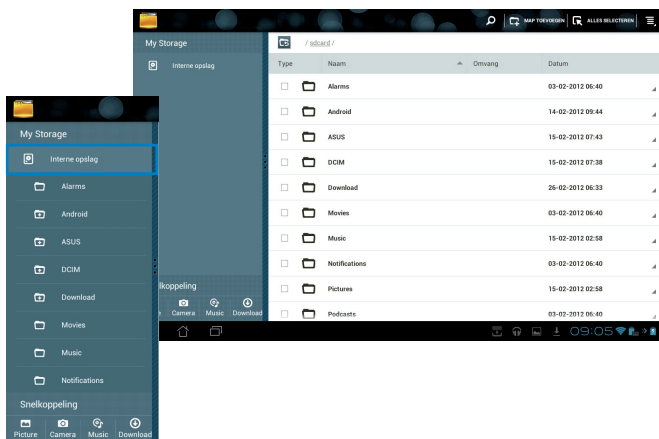 MAP TOEVOEGEN ALLES SELECTEREN
My Storage
Interne opslag
/ sdcard /
Type Naam Omvang Datum
Alarms 03-02-2012 06:40
Android 14-02-2012 09:44
ASUS 15-02-2012 07:43
DCIM 15-02-2012 07:38
Download 26-02-2012 06:33
Movies 03-02-2012 06:40
Music 15-02-2012 02:58
Notifications 03-02-2012 06:40
Pictures 15-02-2012 02:58
Podcasts 03-02-2012 06:40
lkoppeling
e Camera Music Download
09:05
My Storage
Interne opslag
Alarms
Android
ASUS
DCIM
Download
Movies
Music
Notifications
Snelkoppeling
Picture Camera Music Download